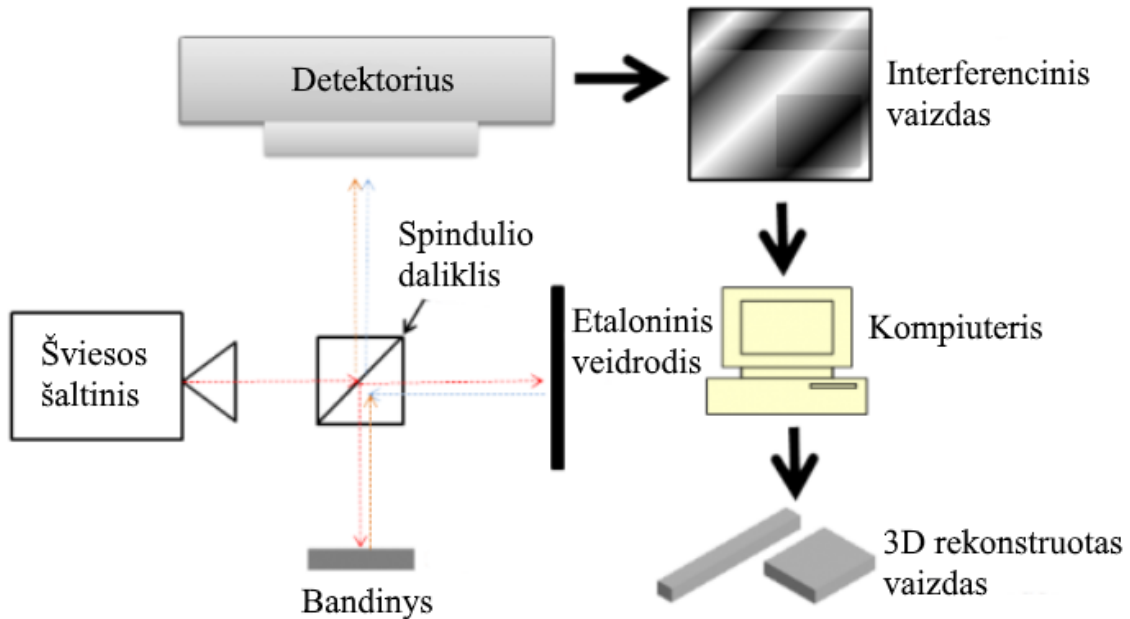 Detektorius
Interferencinis
vaizdas
Spindulio
daliklis
Šviesos
šaltinis
Etaloninis
veidrodis
Kompiuteris
Bandinys
3D rekonstruotas
vaizdas